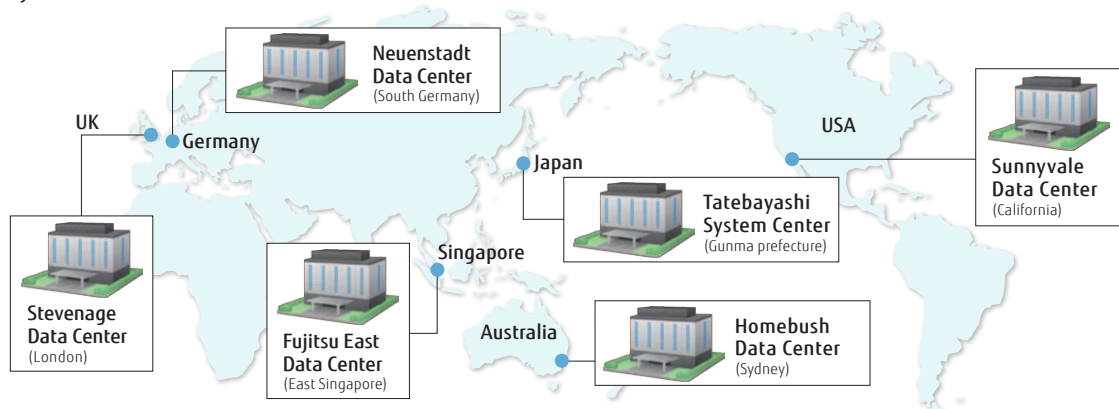 Neuenstadt
Data Center
(South Germany)
UK
Germany
USA
Sunnyvale
Data Center
(California)
Japan
Tatebayashi
System Center
(Gunma prefecture)
Singapore
Stevenage
Data Center
(London)
Fujitsu East
Data Center
(East Singapore)
Australia
Homebush
Data Center
(Sydney)